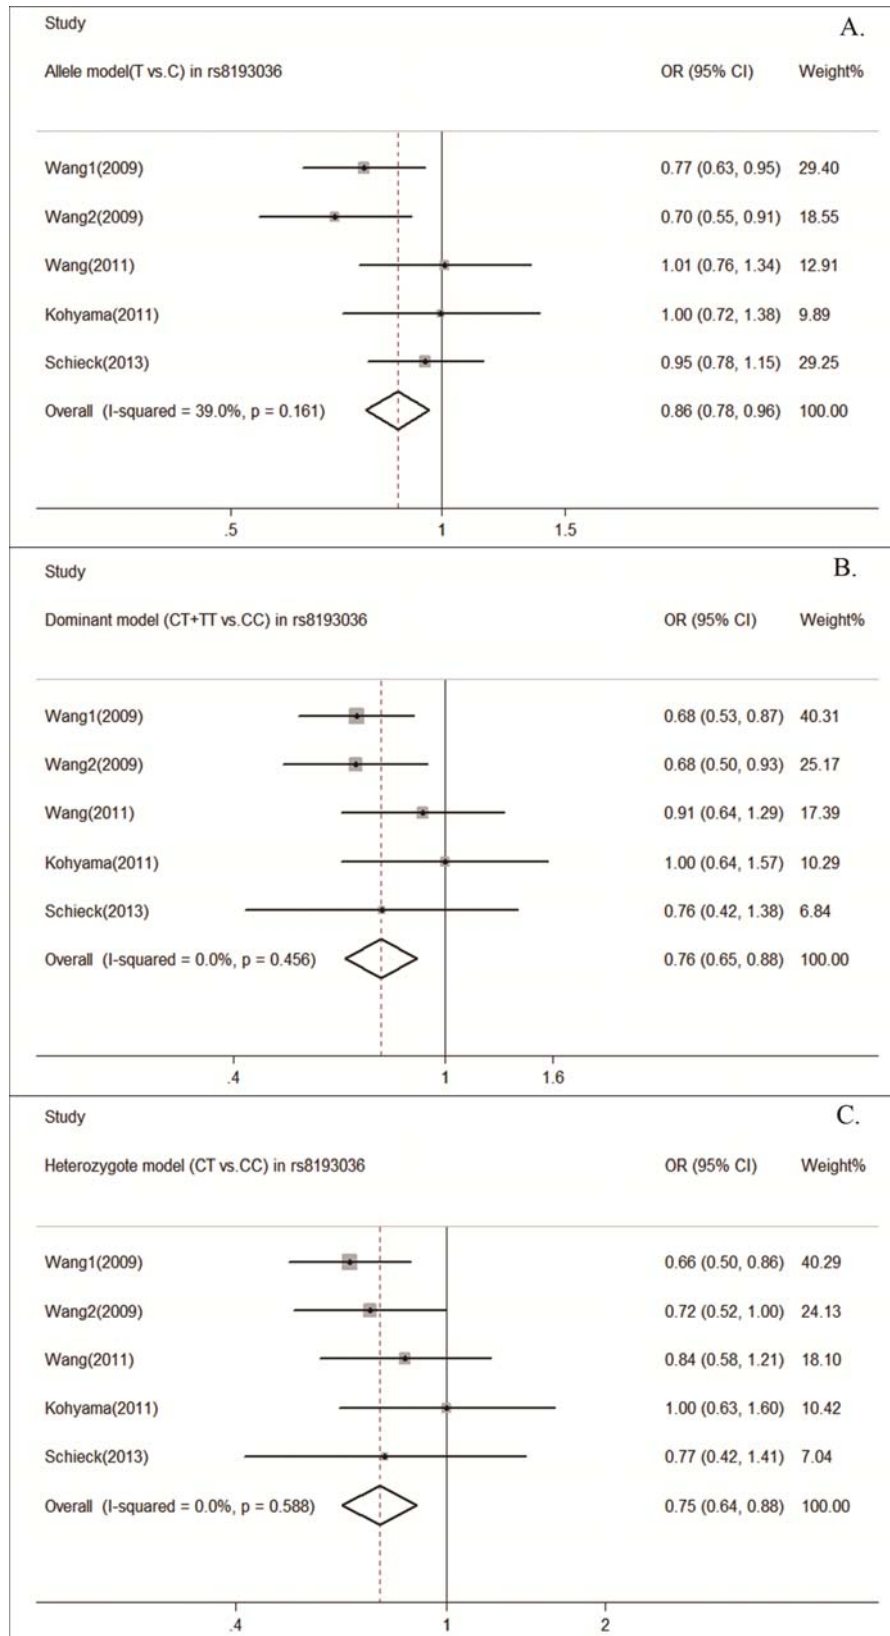 Study A.
Allele model(T vs.C) in rs8193036 OR (95% CI) Weight%
Wang1(2009) 0.77 (0.63, 0.95) 29.40
Wang2(2009) 0.70 (0.55, 0.91) 18.55
Wang(2011) 1.01 (0.76, 1.34) 12.91
Kohyama(2011) 1.00 (0.72, 1.38) 9.89
Schieck(2013) 0.95 (0.78, 1.15) 29.25
Overall (I-squared = 39.0%, p = 0.161) 0.86 (0.78, 0.96) 100.00
.5 1 1.5
Study B.
Dominant model (CT+TT vs.CC) in rs8193036 OR (95% CI) Weight%
Wang1(2009) 0.68 (0.53, 0.87) 40.31
Wang2(2009) 0.68 (0.50, 0.93) 25.17
Wang(2011) 0.91 (0.64, 1.29) 17.39
Kohyama(2011) 1.00 (0.64, 1.57) 10.29
Schieck(2013) 0.76 (0.42, 1.38) 6.84
Overall (I-squared = 0.0%, p = 0.456) 0.76 (0.65, 0.88) 100.00
.4 1 1.6
Study C.
Heterozygote model (CT vs.CC) in rs8193036 OR (95% CI) Weight%
Wang1(2009) 0.66 (0.50, 0.86) 40.29
Wang2(2009) 0.72 (0.52, 1.00) 24.13
Wang(2011) 0.84 (0.58, 1.21) 18.10
Kohyama(2011) 1.00 (0.63, 1.60) 10.42
Schieck(2013) 0.77 (0.42, 1.41) 7.04
Overall (I-squared = 0.0%, p = 0.588) 0.75 (0.64, 0.88) 100.00
.4 1 2